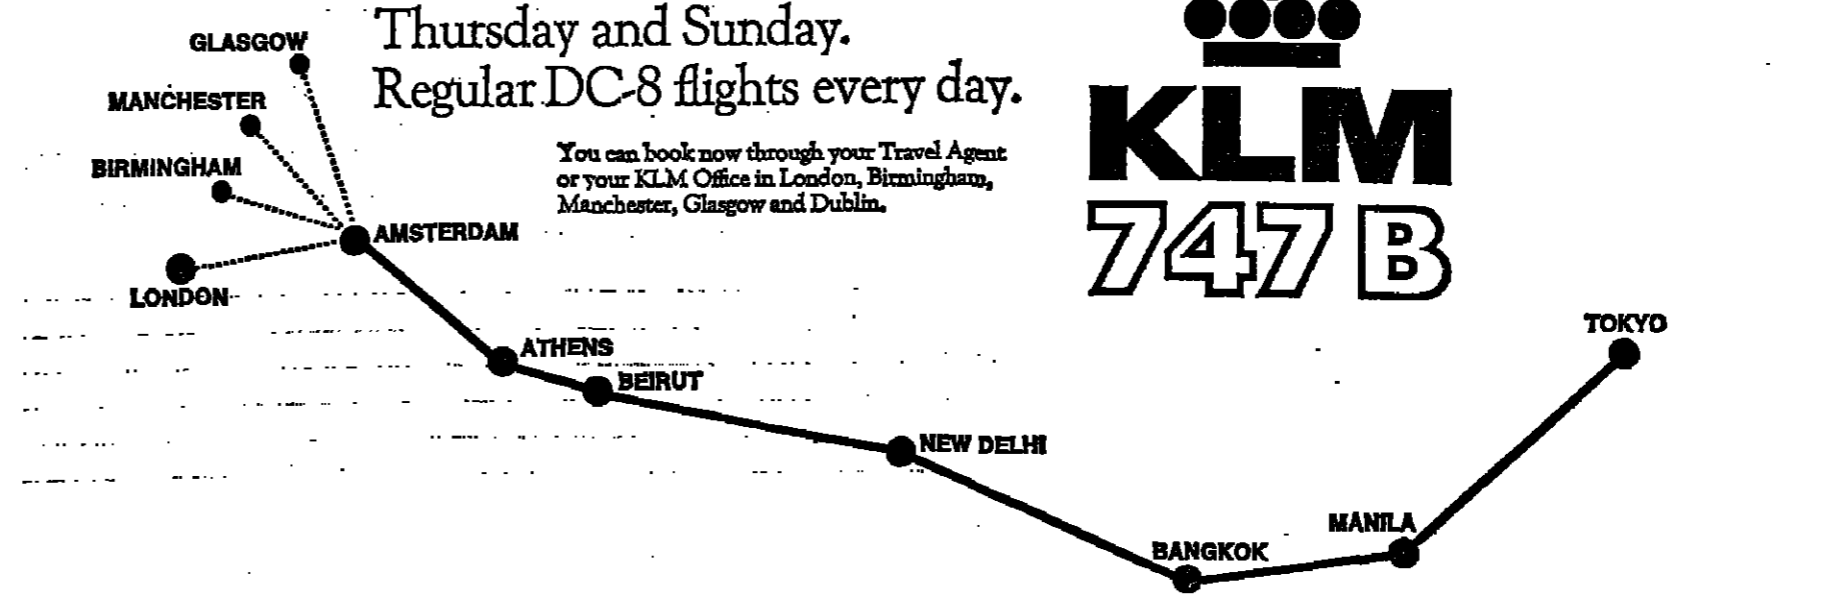 Thursday and Sunday.
Regular DC-8 flights every day.
You can book now through your Travel Agent
or your KLM Office in London, Birmingham,
Manchester, Glasgow and Dublin.
KLM
747 B
GLASGOW
MANCHESTER
BIRMINGHAM
AMSTERDAM
LONDON
ATHENS
BEIRUT
NEW DELHI
BANGKOK
MANILA
TOKYO